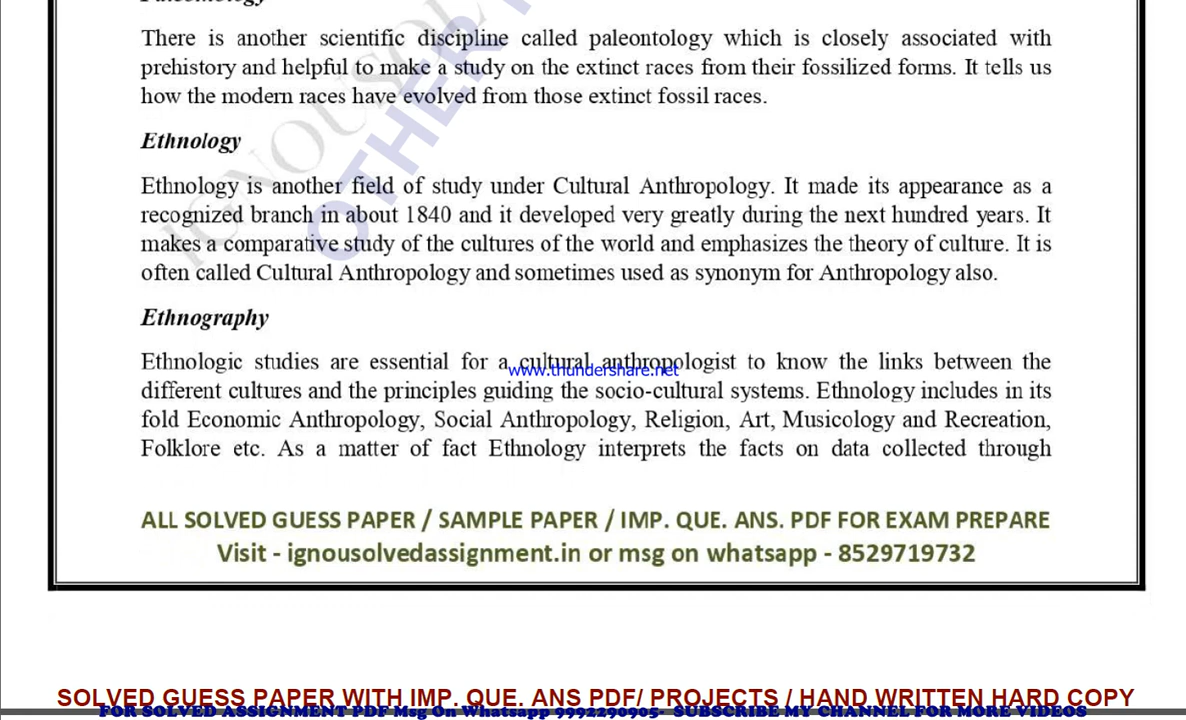 Paleontology
There is another scientific discipline called paleontology which is closely associated with
prehistory and helpful to make a study on the extinct races from their fossilized forms. It tells us
how the modern races have evolved from those extinct fossil races.
Ethnology
Ethnology is another field of study under Cultural Anthropology. It made its appearance as a
recognized branch in about 1840 and it developed very greatly during the next hundred years. It
makes a comparative study of the cultures of the world and emphasizes the theory of culture. It is
often called Cultural Anthropology and sometimes used as synonym for Anthropology also.
Ethnography
Ethnologic studies are essential for a cultural anthropologist to know the links between the
www.thundershare.net
different cultures and the principles guiding the socio-cultural systems. Ethnology includes in its
fold Economic Anthropology, Social Anthropology, Religion, Art, Musicology and Recreation,
Folklore etc. As a matter of fact Ethnology interprets the facts on data collected through
ALL SOLVED GUESS PAPER / SAMPLE PAPER / IMP. QUE. ANS. PDF FOR EXAM PREPARE
Visit - ignousolvedassignment.in or msg on whatsapp - 8529719732
SOLVED GUESS PAPER WITH IMP. QUE. ANS PDF/ PROJECTS / HAND WRITTEN HARD COPY
FOR SOLVED ASSIGNMENT PDF Msg On Whatsapp 9992290905- SUBSCRIBE MY CHANNEL FOR MORE VIDEOS